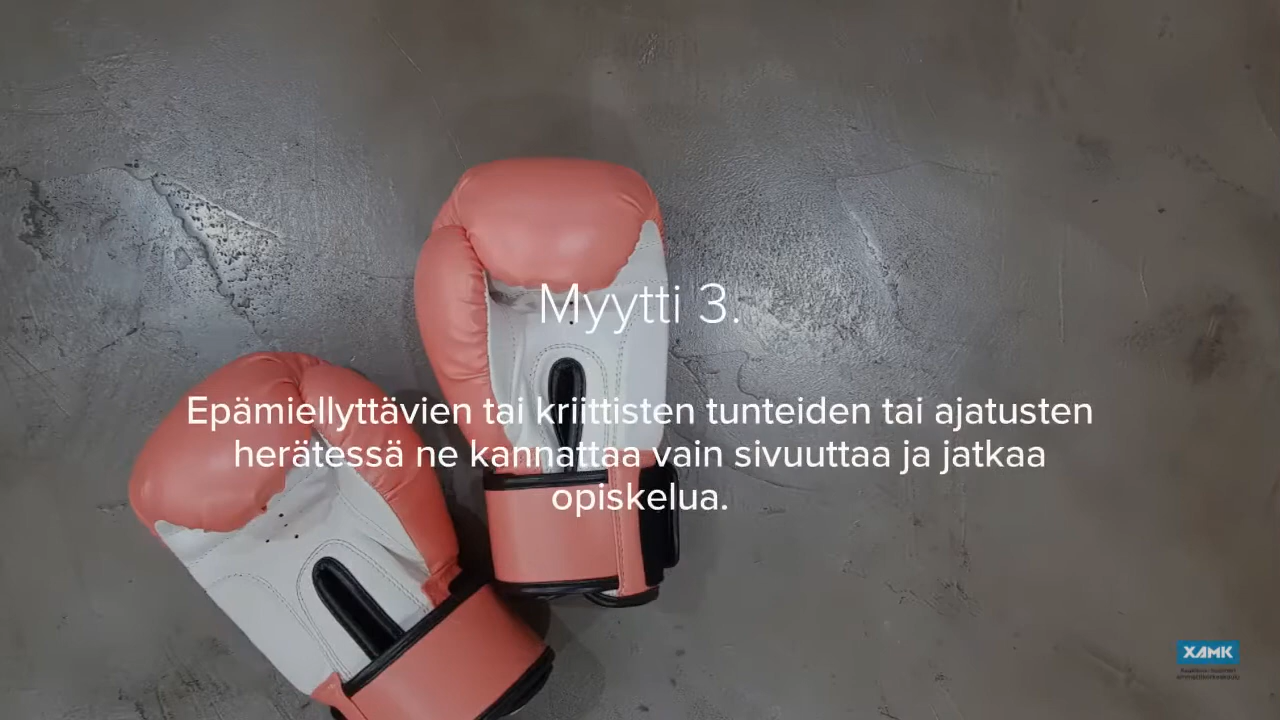 Myytti 3.
Epämiellyttävien tai kriittisten tunteiden tai ajatusten
herätessä ne kannattaa vain sivuuttaa ja jatkaa
opiskelua.
XAMK